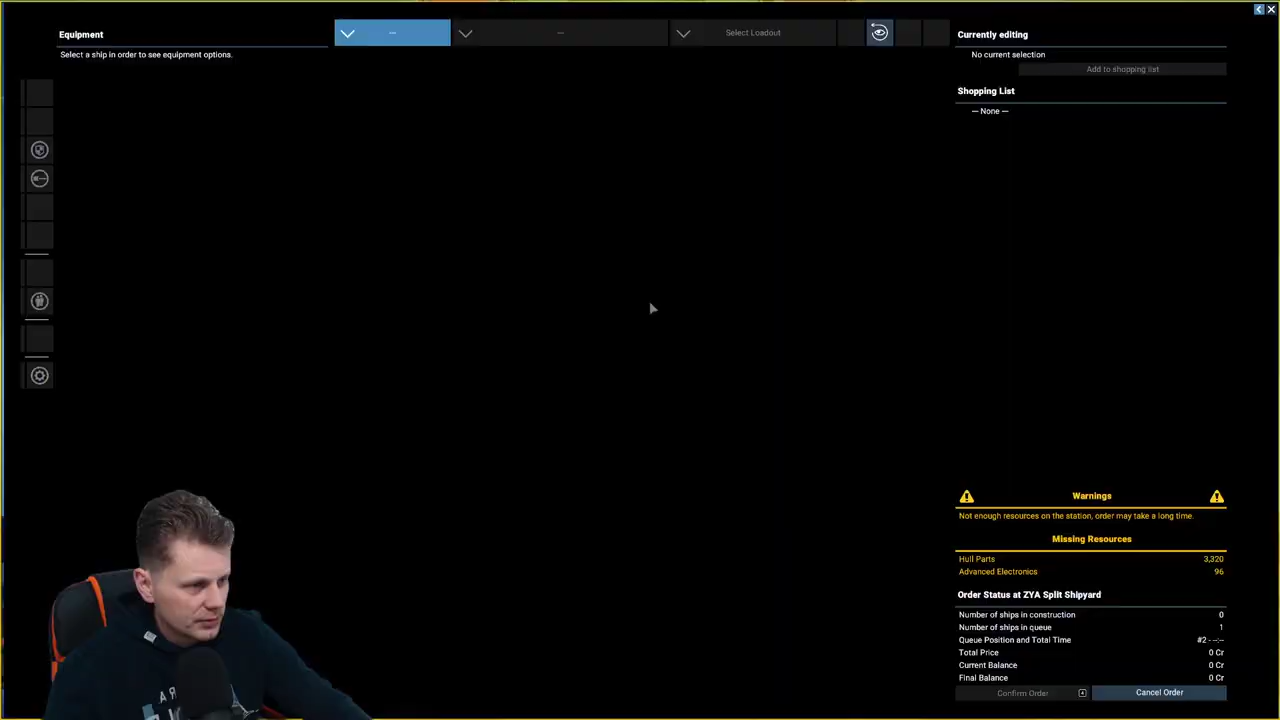 Equipment
Select a ship in order to see equipment options.
--
--
Select Loadout
Currently editing
No current selection
Add to shopping list
Shopping List
— None —
Warnings
Not enough resources on the station, order may take a long time.
Missing Resources
Hull Parts 3,320
Advanced Electronics 96
Order Status at ZYA Split Shipyard
Number of ships in construction 0
Number of ships in queue 1
Queue Position and Total Time #2 - --:--
Total Price 0 Cr
Current Balance 0 Cr
Final Balance 0 Cr
Confirm Order
Cancel Order